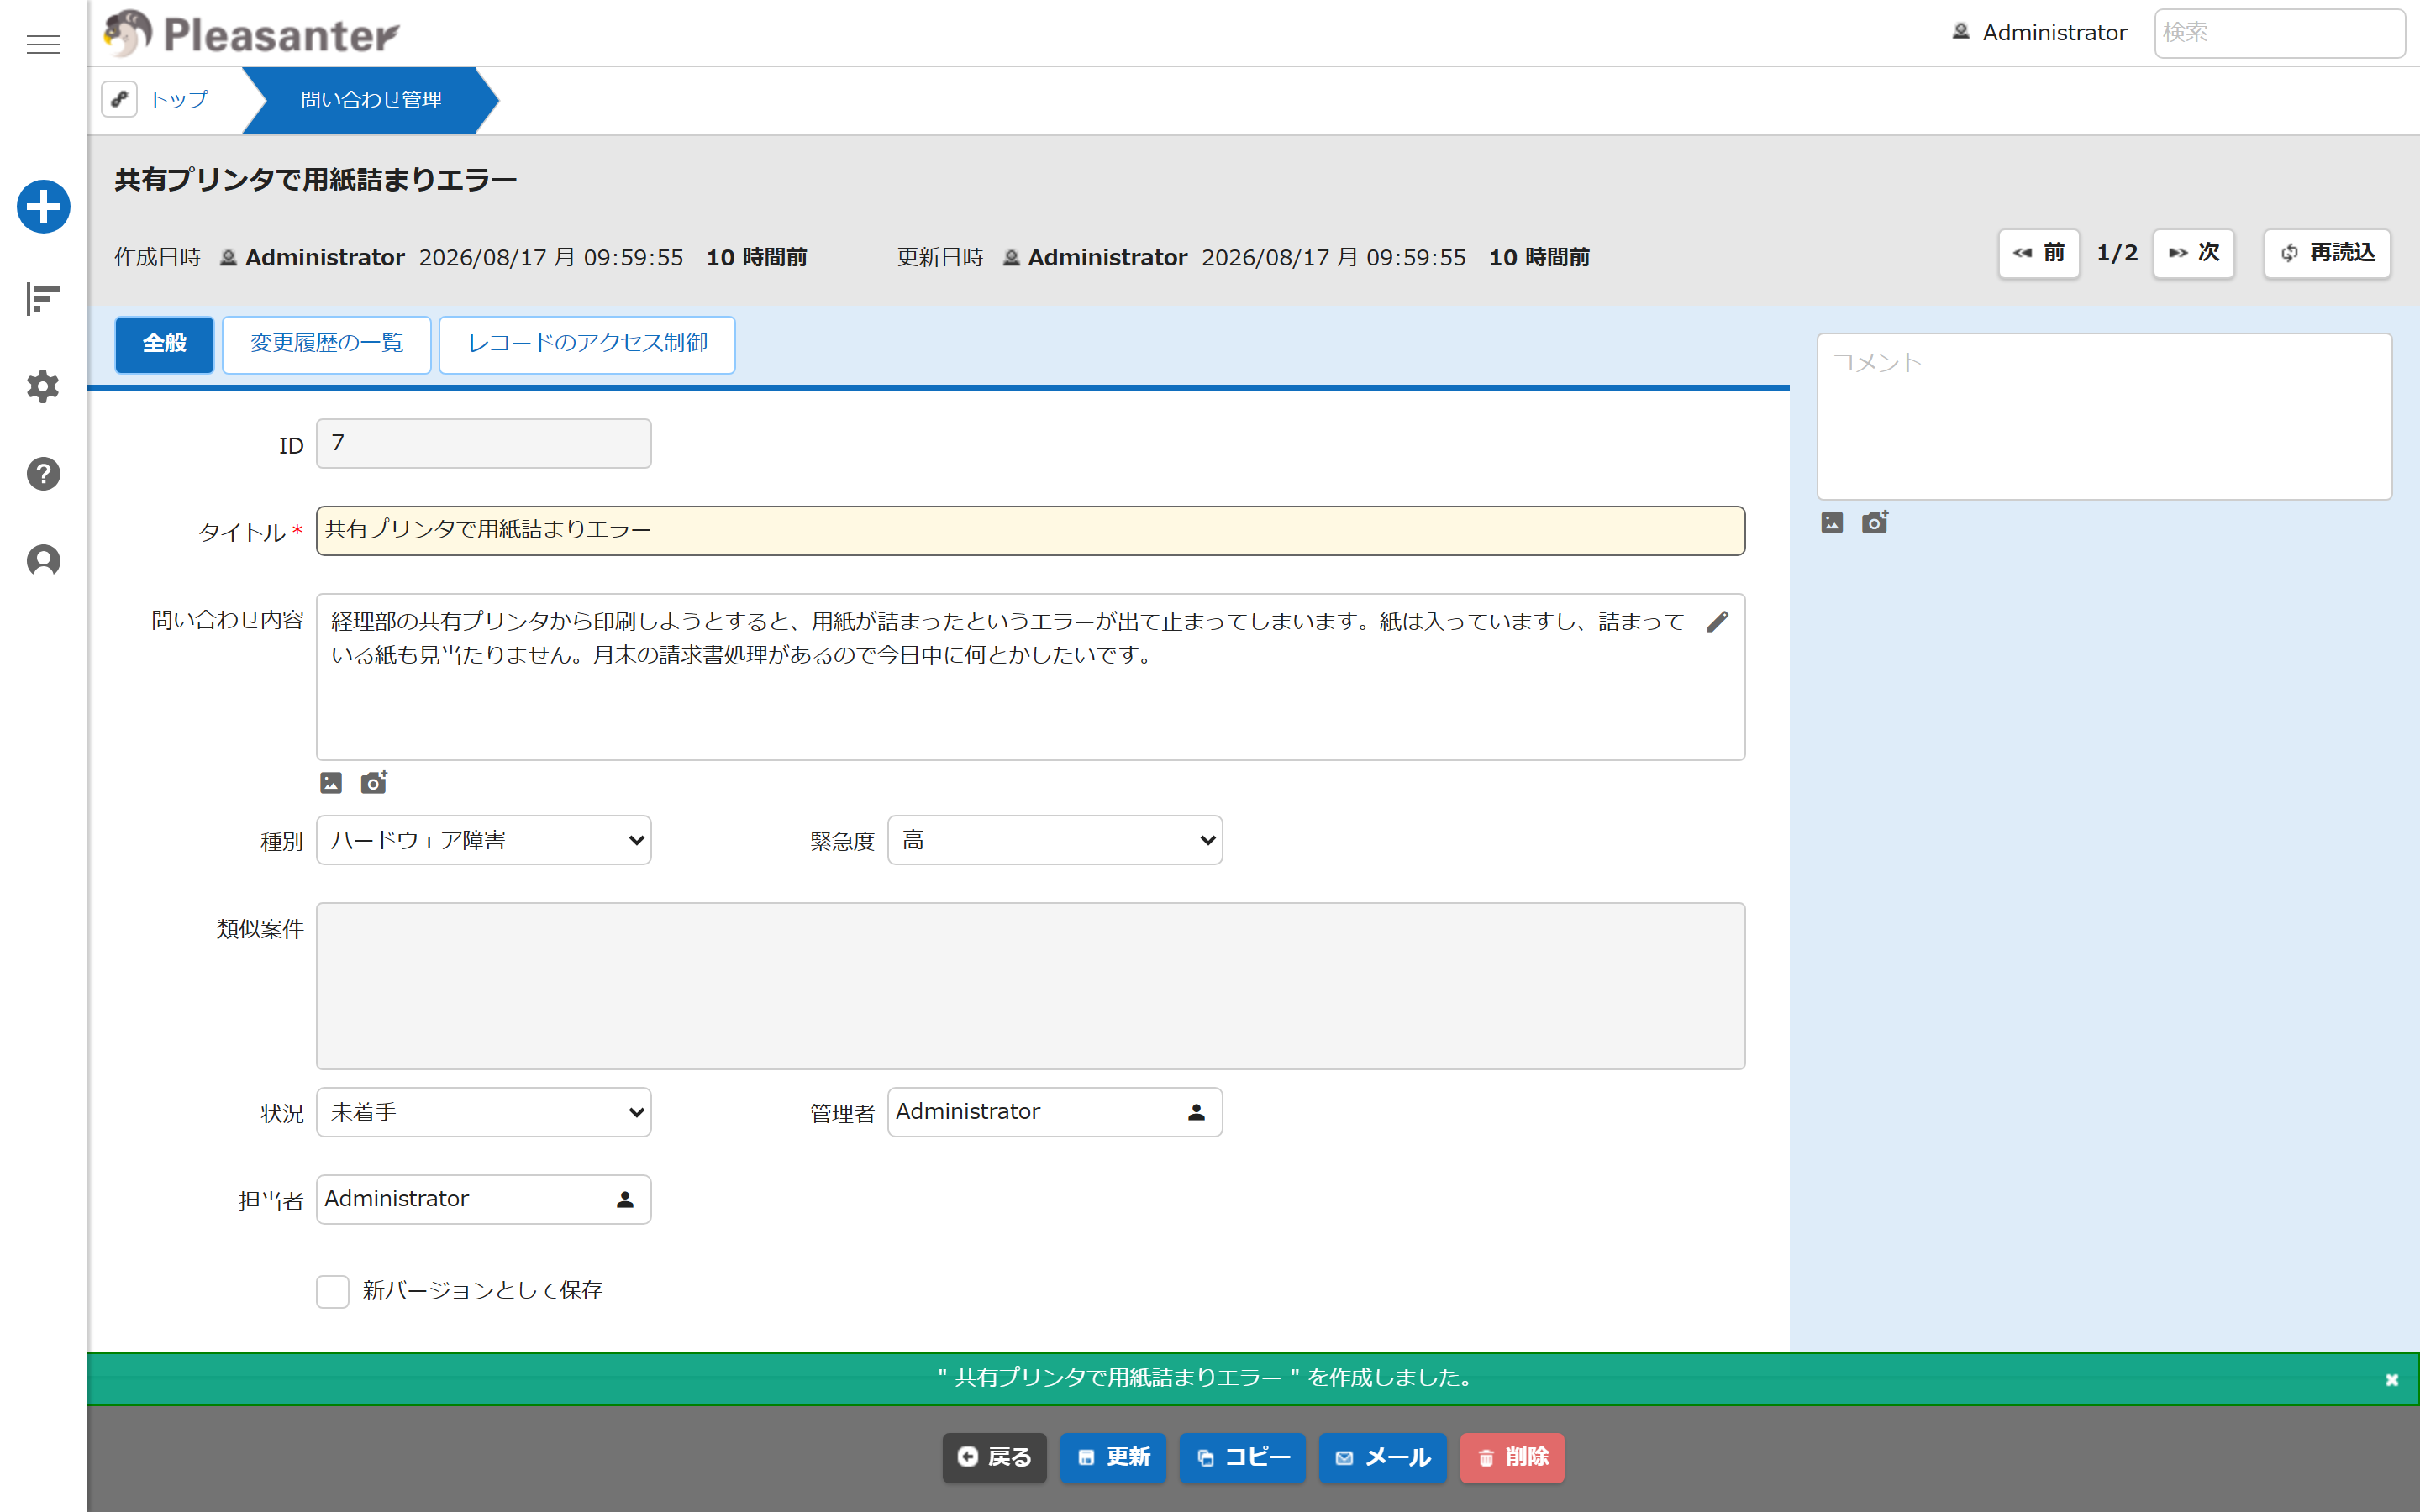 Pleasanter
Administrator
検索
トップ
問い合わせ管理
共有プリンタで用紙詰まりエラー
作成日時 Administrator 2026/08/17 月 09:59:55 10 時間前 更新日時 Administrator 2026/08/17 月 09:59:55 10 時間前
前 1/2 次 再読込
全般 変更履歴の一覧 レコードのアクセス制御
コメント
ID 7
タイトル* 共有プリンタで用紙詰まりエラー
問い合わせ内容 経理部の共有プリンタから印刷しようとすると、用紙が詰まったというエラーが出て止まってしまいます。紙は入っていますし、詰まって
いる紙も見当たりません。月末の請求書処理があるので今日中に何とかしたいです。
種別 ハードウェア障害 緊急度 高
類似案件
状況 未着手 管理者 Administrator
担当者 Administrator
新バージョンとして保存
" 共有プリンタで用紙詰まりエラー " を作成しました。
戻る 更新 コピー メール 削除